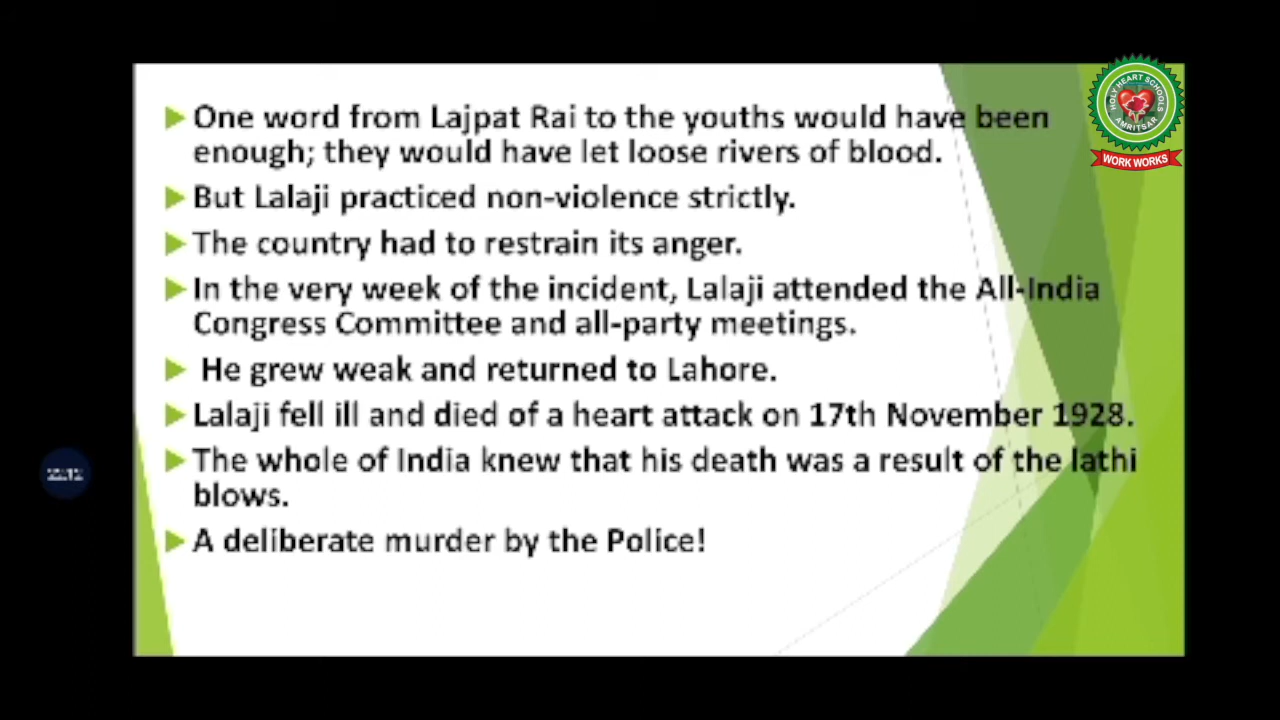 One word from Lajpat Rai to the youths would have been
enough; they would have let loose rivers of blood.
But Lalaji practiced non-violence strictly.
The country had to restrain its anger.
In the very week of the incident, Lalaji attended the All-India
Congress Committee and all-party meetings.
He grew weak and returned to Lahore.
Lalaji fell ill and died of a heart attack on 17th November 1928.
The whole of India knew that his death was a result of the lathi
blows.
A deliberate murder by the Police!
HOLY HEART SCHOOLS
AMRITSAR
WORK WORKS